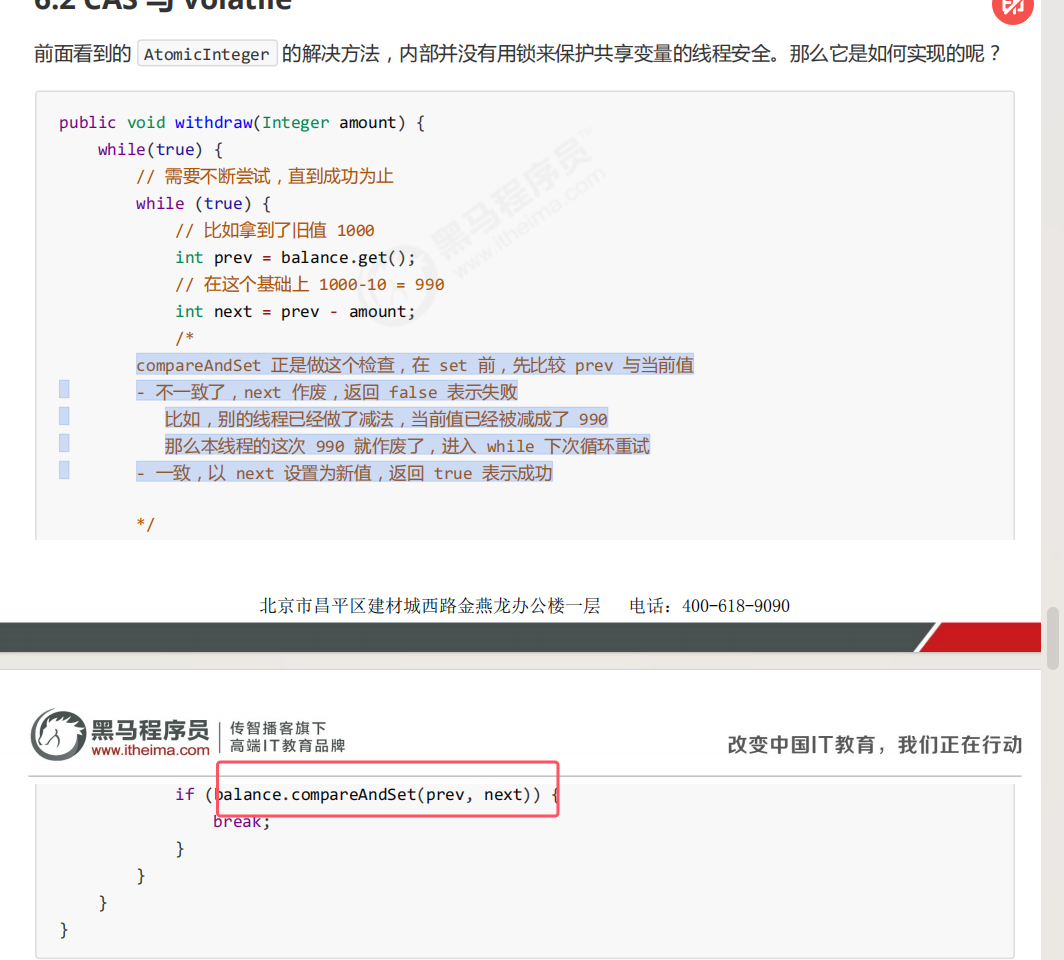 6.2 CAS 与 volatile
前面看到的 AtomicInteger 的解决方法，内部并没有用锁来保护共享变量的线程安全。那么它是如何实现的呢？
public void withdraw(Integer amount) {
while(true) {
// 需要不断尝试，直到成功为止
while (true) {
// 比如拿到了旧值 1000
int prev = balance.get();
// 在这个基础上 1000-10 = 990
int next = prev - amount;
/*
compareAndSet 正是做这个检查，在 set 前，先比较 prev 与当前值
- 不一致了，next 作废，返回 false 表示失败
比如，别的线程已经做了减法，当前值已经被减成了 990
那么本线程的这次 990 就作废了，进入 while 下次循环重试
- 一致，以 next 设置为新值，返回 true 表示成功
*/
黑马程序员™
www.itheima.com
北京市昌平区建材城西路金燕龙办公楼一层 电话：400-618-9090
黑马程序员
www.itheima.com
传智播客旗下
高端IT教育品牌
改变中国IT教育，我们正在行动
if (balance.compareAndSet(prev, next)) {
break;
}
}
}
}